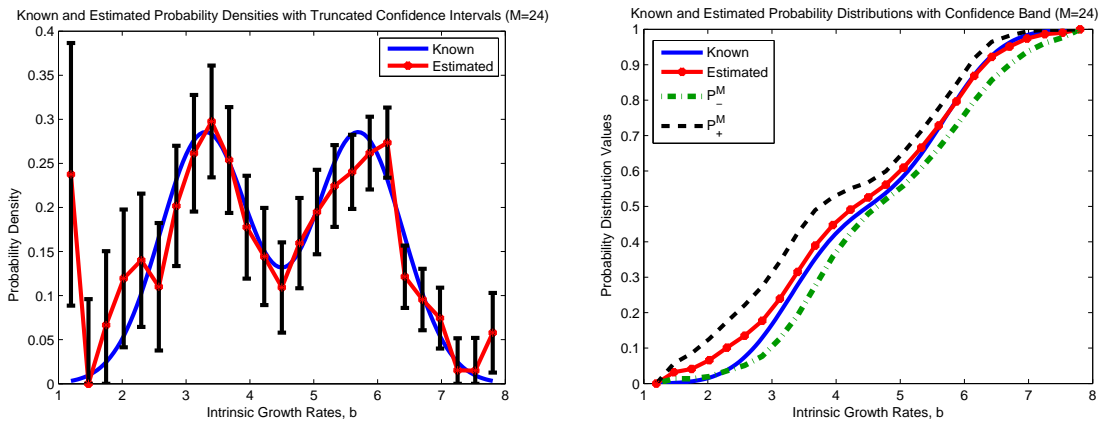 Known and Estimated Probability Densities with Truncated Confidence Intervals (M=24)
0.4
0.35
0.3
0.25
0.2
0.15
0.1
0.05
0
1 2 3 4 5 6 7 8
Probability Density
Intrinsic Growth Rates, b
Known
Estimated
Known and Estimated Probability Distributions with Confidence Band (M=24)
1
0.9
0.8
0.7
0.6
0.5
0.4
0.3
0.2
0.1
0
1 2 3 4 5 6 7 8
Probability Distribution Values
Intrinsic Growth Rates, b
Known
Estimated
P_-^M
P_+^M